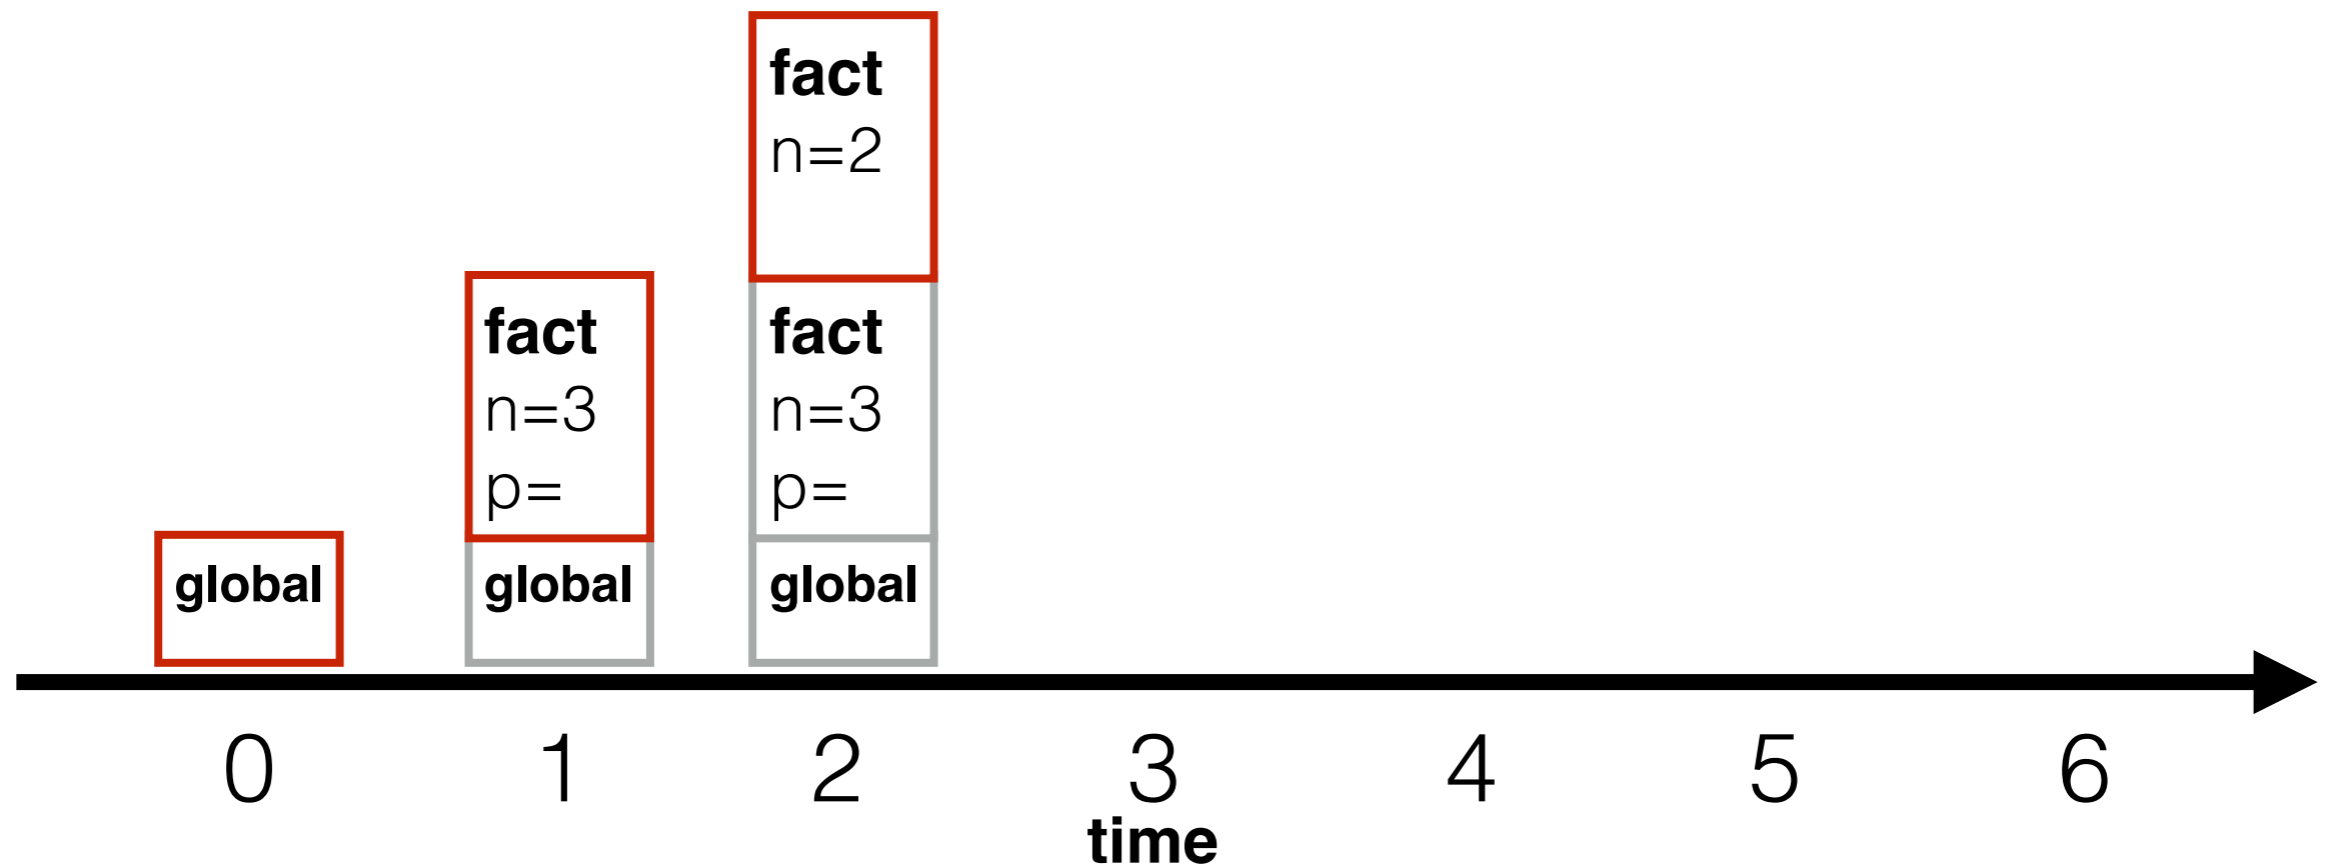 fact
n=2
fact
n=3
p=
fact
n=3
p=
global
global
global
0
1
2
3
4
5
6
time